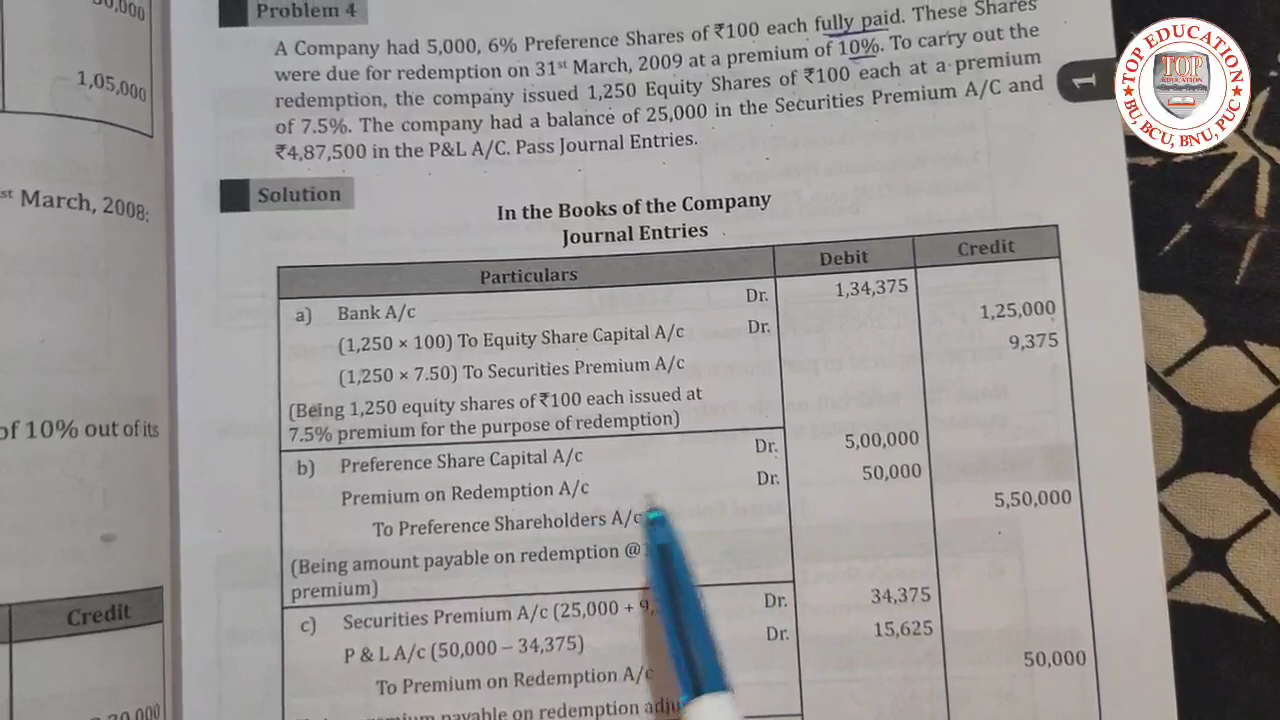 Problem 4
A Company had 5,000, 6% Preference Shares of ₹100 each fully paid. These Shares
were due for redemption on 31st March, 2009 at a premium of 10%. To carry out the
redemption, the company issued 1,250 Equity Shares of ₹100 each at a premium
of 7.5%. The company had a balance of 25,000 in the Securities Premium A/C and
₹4,87,500 in the P&L A/C. Pass Journal Entries.
Solution
In the Books of the Company
Journal Entries
Particulars Debit Credit
a) Bank A/c Dr. 1,34,375
(1,250 × 100) To Equity Share Capital A/c Dr. 1,25,000
(1,250 × 7.50) To Securities Premium A/c 9,375
(Being 1,250 equity shares of ₹100 each issued at
7.5% premium for the purpose of redemption)
b) Preference Share Capital A/c Dr. 5,00,000
Premium on Redemption A/c Dr. 50,000
To Preference Shareholders A/c 5,50,000
(Being amount payable on redemption @
premium)
c) Securities Premium A/c (25,000 + 9, Dr. 34,375
P & L A/c (50,000 – 34,375) Dr. 15,625
To Premium on Redemption A/c 50,000
premium payable on redemption
1,05,000
st March, 2008:
of 10% out of its
Credit
1
TOP EDUCATION
TOP
EDUCATION
BU, BCU, BNU, PUC